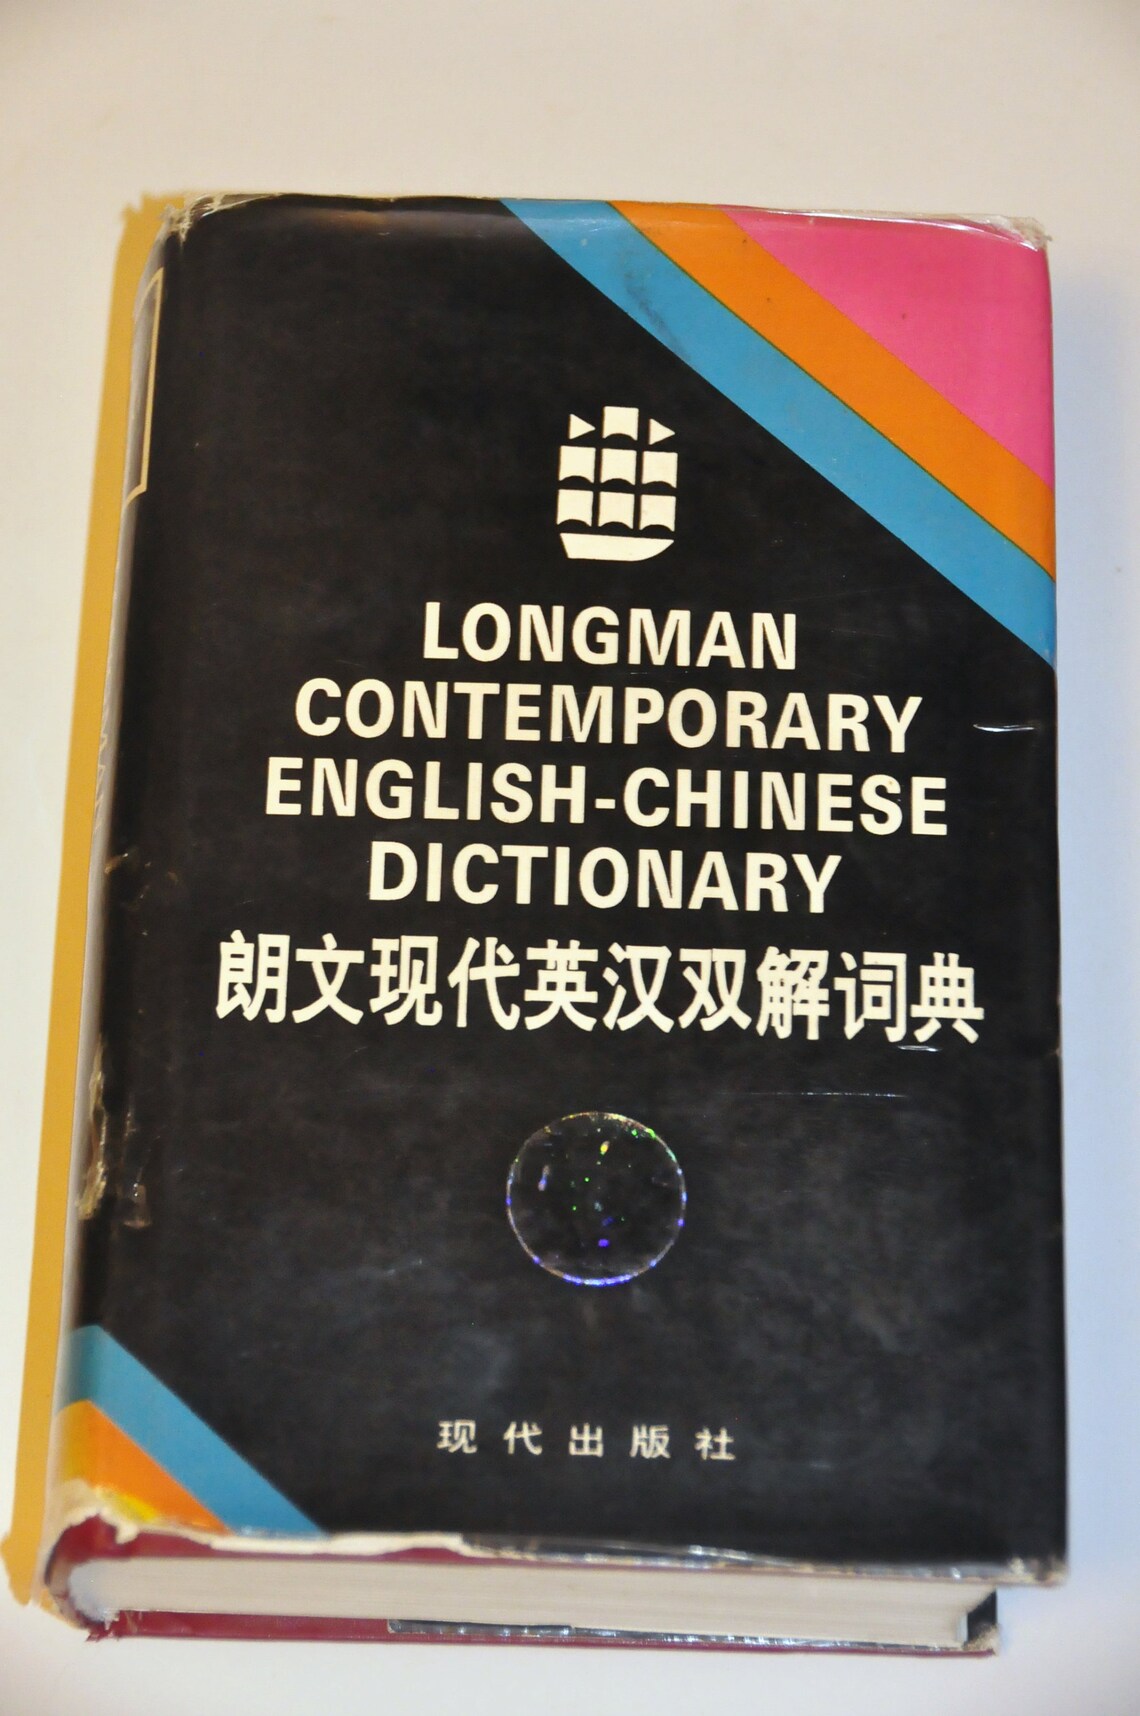 LONGMAN
CONTEMPORARY
ENGLISH-CHINESE
DICTIONARY
朗文现代英汉双解词典
现代出版社